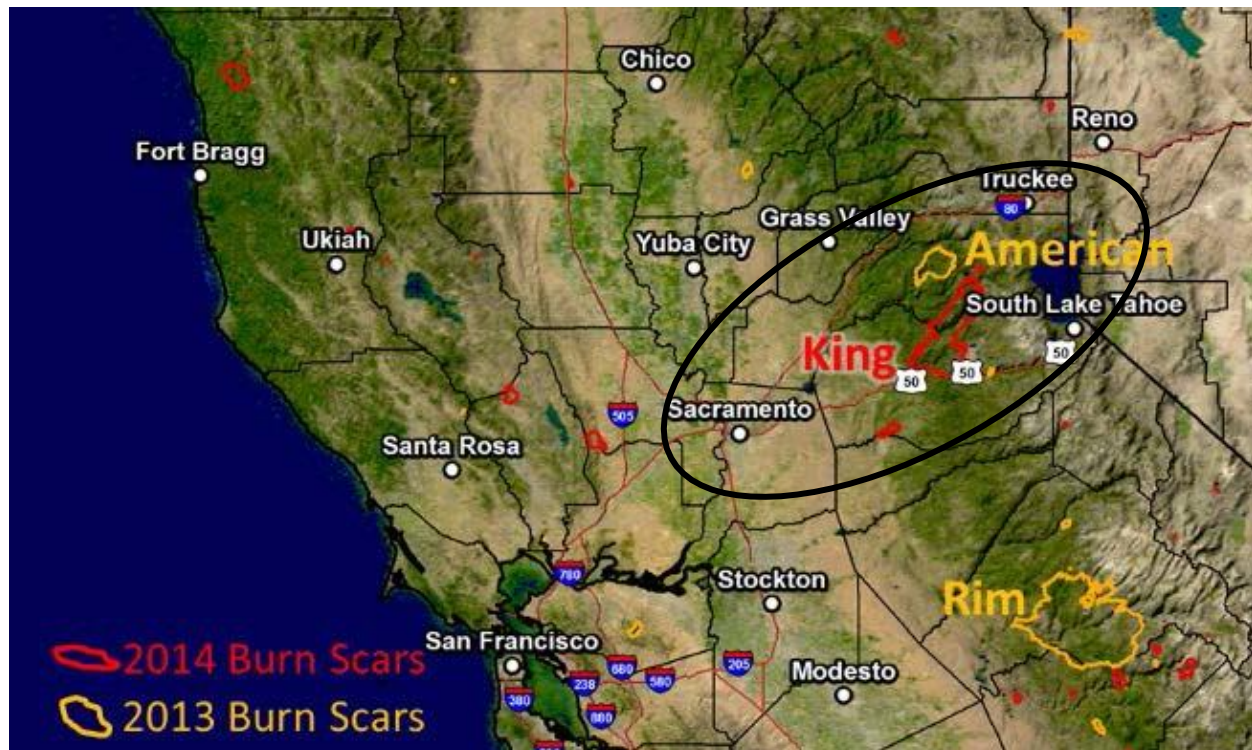 Chico
Reno
Fort Bragg
Truckee
80
Grass Valley
Ukiah
Yuba City
American
South Lake Tahoe
King
50
50
50
Sacramento
505
Santa Rosa
780
Stockton
Rim
San Francisco
2014 Burn Scars
680
205
238
580
Modesto
380
880
2013 Burn Scars